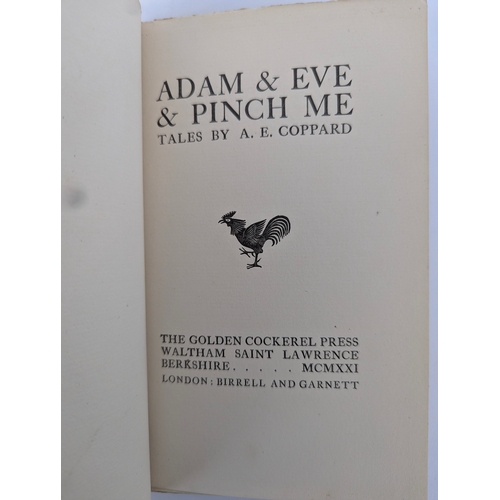 ADAM & EVE
& PINCH ME
TALES BY A. E. COPPARD
THE GOLDEN COCKEREL PRESS
WALTHAM SAINT LAWRENCE
BERKSHIRE. . . . . MCMXXI
LONDON: BIRRELL AND GARNETT